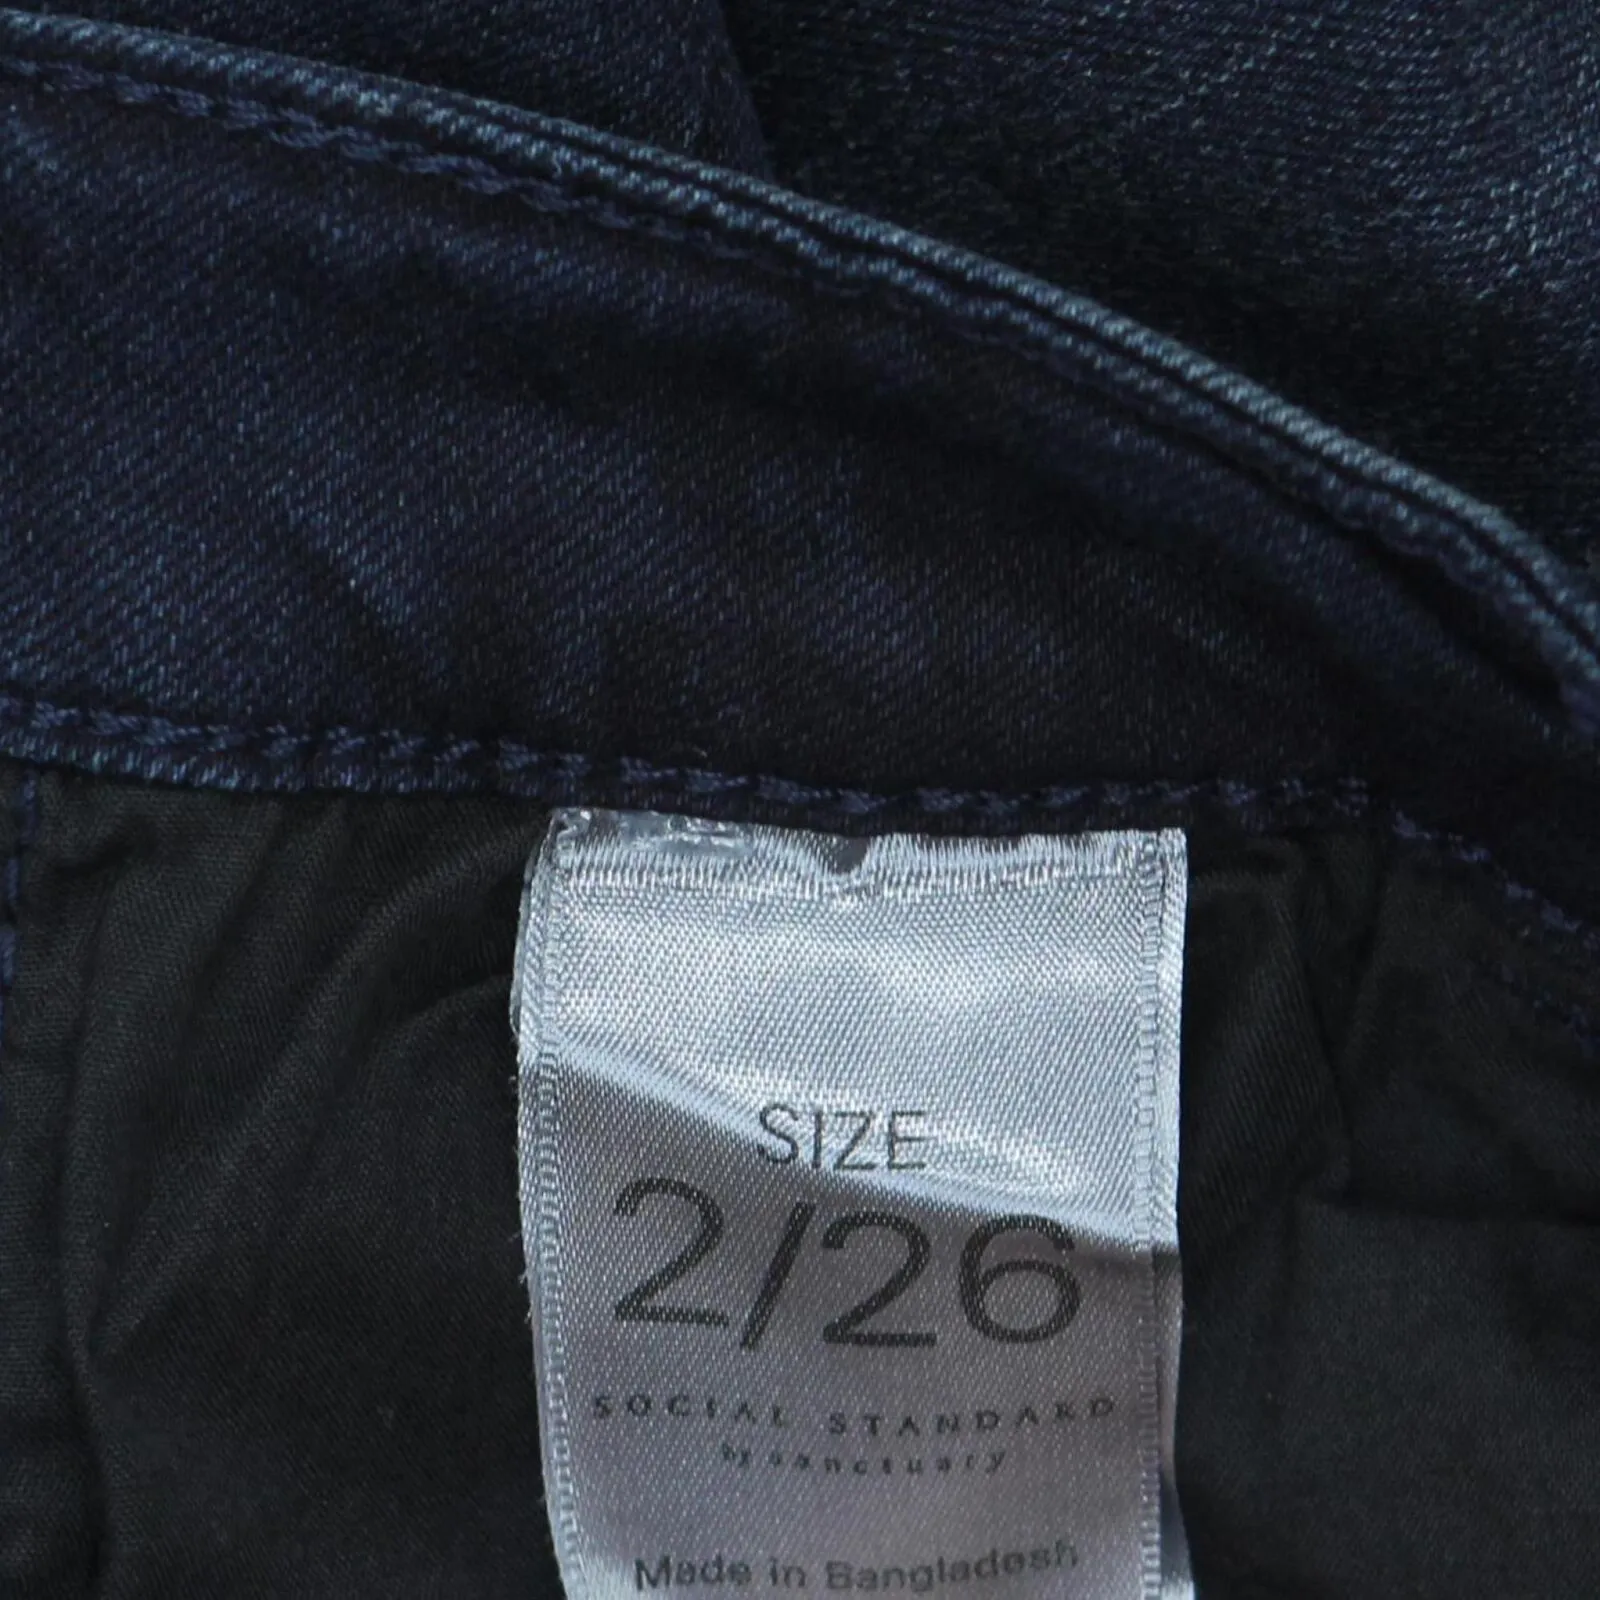 SIZE
2/26
SOCIAL STANDARD
by sanctuary
Made in Bangladesh